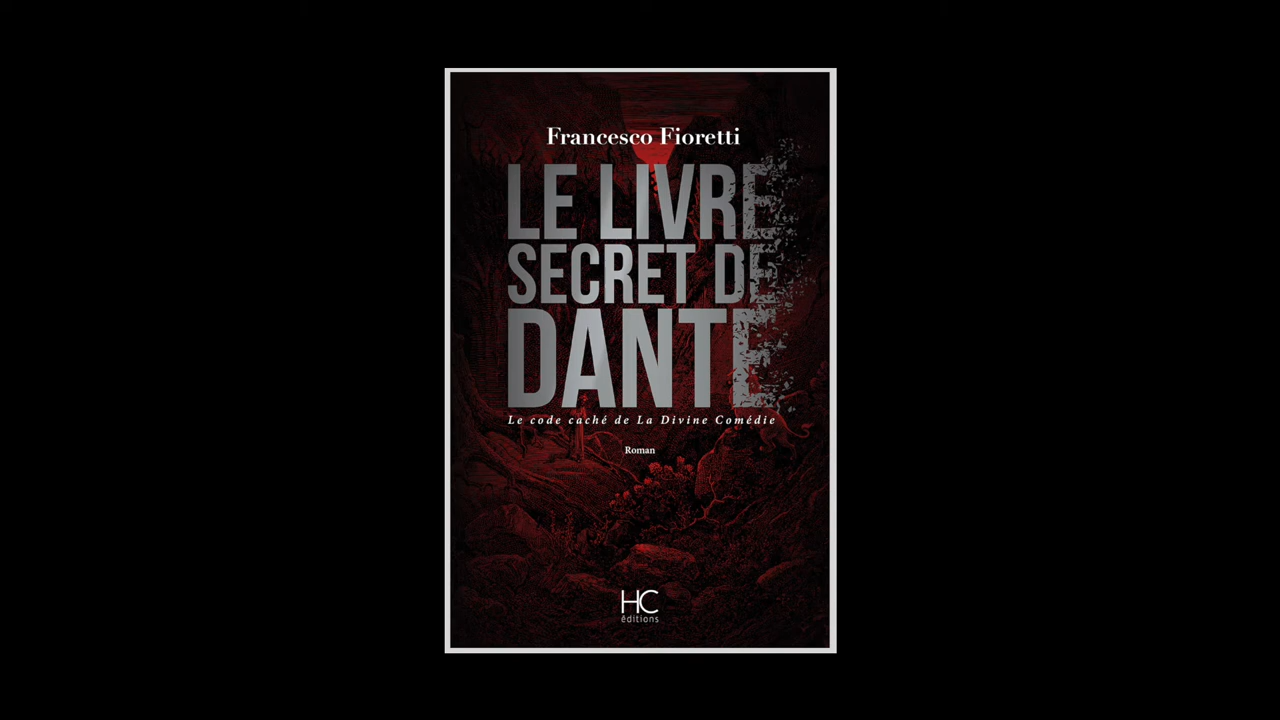 Francesco Fioretti
LE LIVRE
SECRET DE
DANTE
Le code caché de La Divine Comédie
Roman
HC
éditions